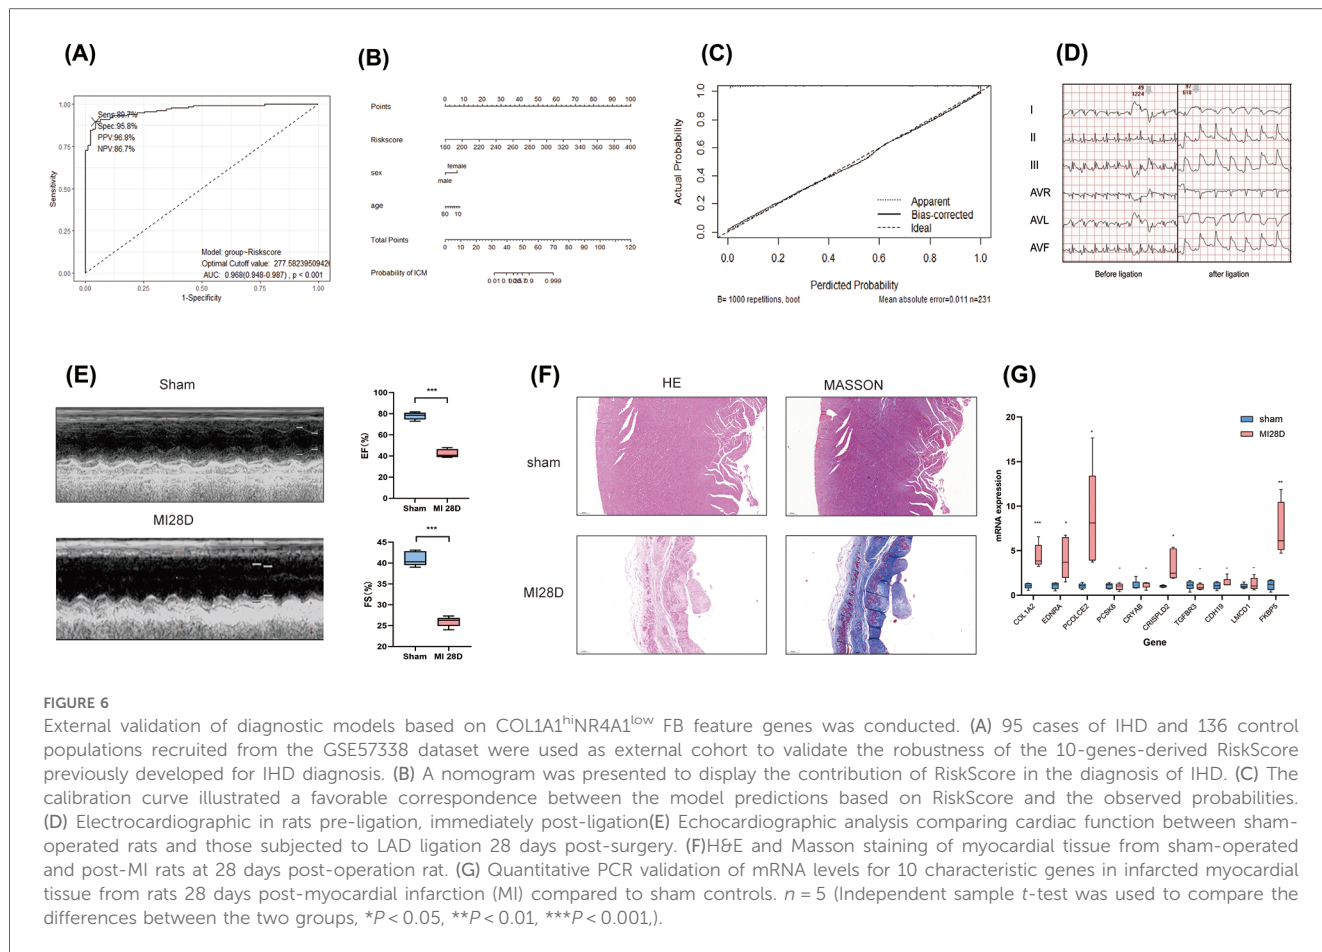 (A)
1.00
0.75
0.50
0.25
0.00
Sensitivity
Sens:89.7%
Spec:95.8%
PPV:96.8%
NPV:86.7%
Model: group~Riskscore
Optimal Cutoff value: 277.58239509426
AUC: 0.968(0.948-0.987) , p < 0.001
0.00 0.25 0.50 0.75 1.00
1-Specificity
(B)
Points
0 10 20 30 40 50 60 70 80 90 100
Riskscore
160 180 200 220 240 260 280 300 320 340 360 380 400
sex
female
male
age
80 10
Total Points
0 10 20 30 40 50 60 70 80 90 100 120
Probability of ICM
0.01 0.9 0.999
(C)
Actual Probability
1.0
0.8
0.6
0.4
0.2
0.0
Apparent
Bias-corrected
Ideal
0.0 0.2 0.4 0.6 0.8 1.0
Perdicted Probability
B= 1000 repetitions, boot
Mean absolute error=0.011 n=231
(D)
49
1224
97
610
I
II
III
AVR
AVL
AVF
Before ligation
after ligation
(E)
Sham
MI28D
EF(%)
100
80
60
40
20
0
***
Sham MI 28D
FS(%)
45
40
35
30
25
20
***
Sham MI 28D
(F)
HE
MASSON
sham
MI28D
(G)
mRNA expression
20
15
10
5
0
sham
MI28D
***
*
*
*
**
COL1A2
EDNRA
PCOLCE2
PCSK6
CRYAB
CRISPLD2
TGFBR3
CDH19
LMCD1
FKBP5
Gene
FIGURE 6
External validation of diagnostic models based on COL1A1hiNR4A1low FB feature genes was conducted. (A) 95 cases of IHD and 136 control
populations recruited from the GSE57338 dataset were used as external cohort to validate the robustness of the 10-genes-derived RiskScore
previously developed for IHD diagnosis. (B) A nomogram was presented to display the contribution of RiskScore in the diagnosis of IHD. (C) The
calibration curve illustrated a favorable correspondence between the model predictions based on RiskScore and the observed probabilities.
(D) Electrocardiographic in rats pre-ligation, immediately post-ligation(E) Echocardiographic analysis comparing cardiac function between sham-
operated rats and those subjected to LAD ligation 28 days post-surgery. (F)H&E and Masson staining of myocardial tissue from sham-operated
and post-MI rats at 28 days post-operation rat. (G) Quantitative PCR validation of mRNA levels for 10 characteristic genes in infarcted myocardial
tissue from rats 28 days post-myocardial infarction (MI) compared to sham controls. n = 5 (Independent sample t-test was used to compare the
differences between the two groups, *P < 0.05, **P < 0.01, ***P < 0.001,).